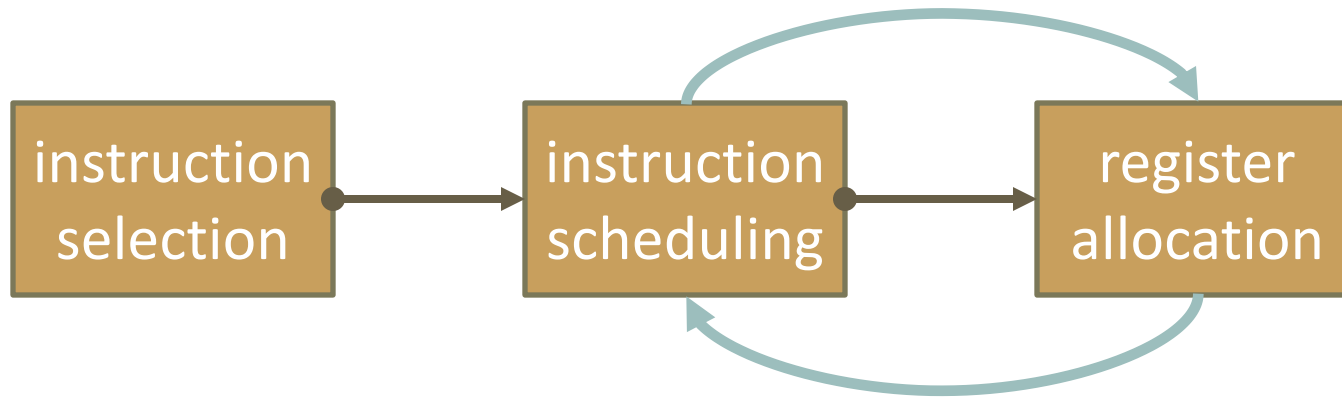 instruction
selection
instruction
scheduling
register
allocation